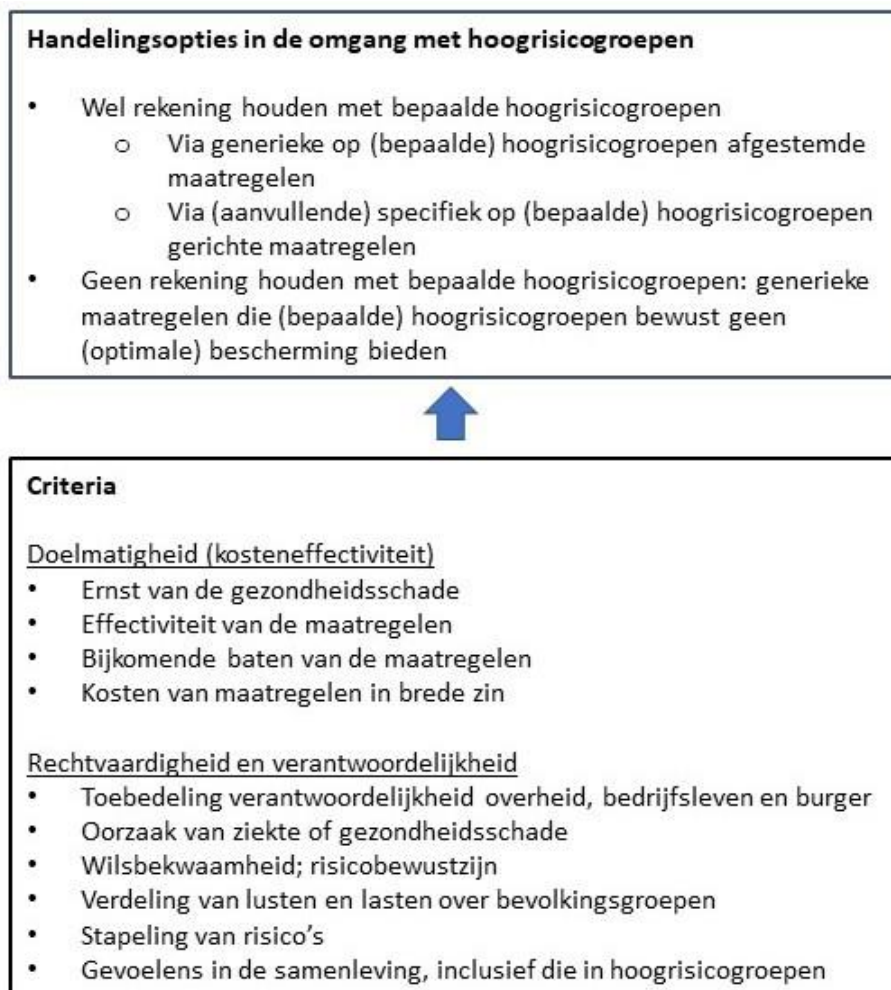 Handelingsopties in de omgang met hoogrisicogroepen
• Wel rekening houden met bepaalde hoogrisicogroepen
o Via generieke op (bepaalde) hoogrisicogroepen afgestemde
maatregelen
o Via (aanvullende) specifiek op (bepaalde) hoogrisicogroepen
gerichte maatregelen
• Geen rekening houden met bepaalde hoogrisicogroepen: generieke
maatregelen die (bepaalde) hoogrisicogroepen bewust geen
(optimale) bescherming bieden
Criteria
Doelmatigheid (kosteneffectiviteit)
• Ernst van de gezondheidsschade
• Effectiviteit van de maatregelen
• Bijkomende baten van de maatregelen
• Kosten van maatregelen in brede zin
Rechtvaardigheid en verantwoordelijkheid
• Toebedeling verantwoordelijkheid overheid, bedrijfsleven en burger
• Oorzaak van ziekte of gezondheidsschade
• Wilsbekwaamheid; risicobewustzijn
• Verdeling van lusten en lasten over bevolkingsgroepen
• Stapeling van risico's
• Gevoelens in de samenleving, inclusief die in hoogrisicogroepen